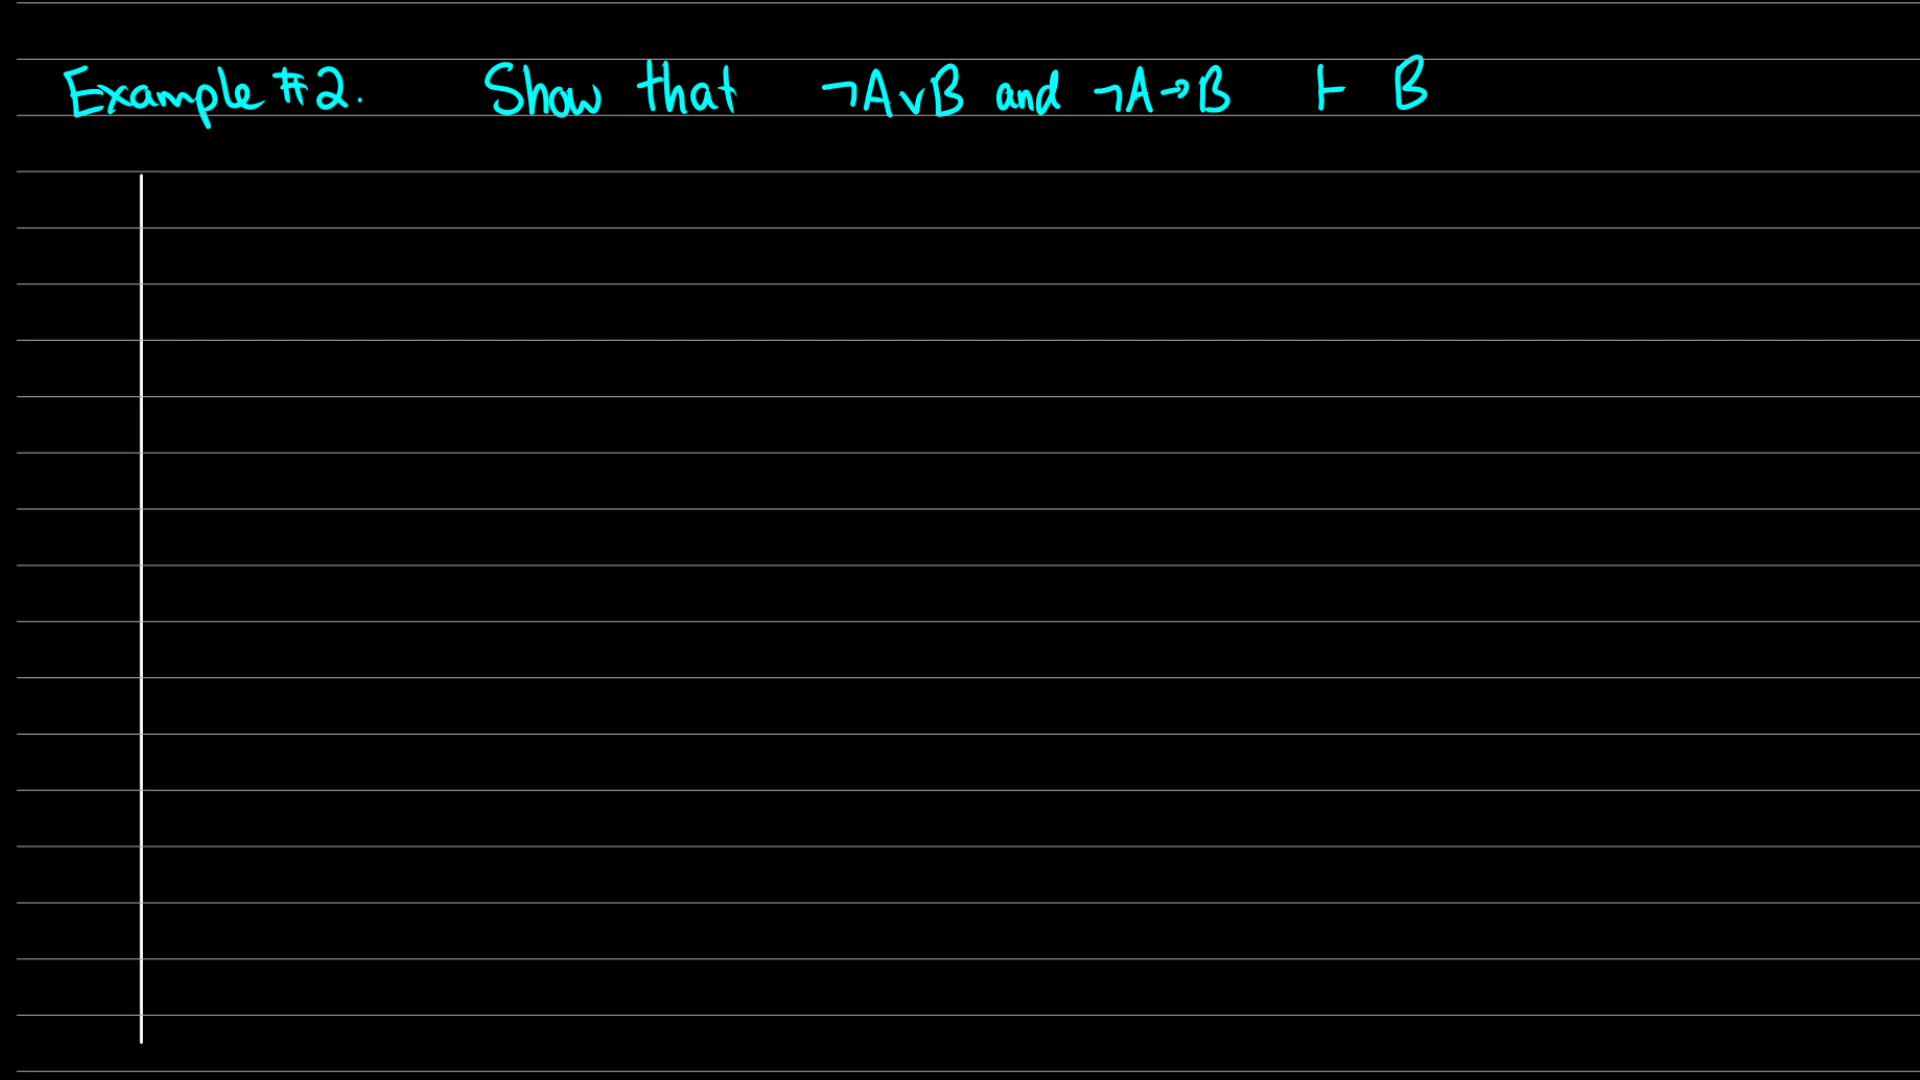 Example #2. Show that ¬A∨B and ¬A→B ⊢ B